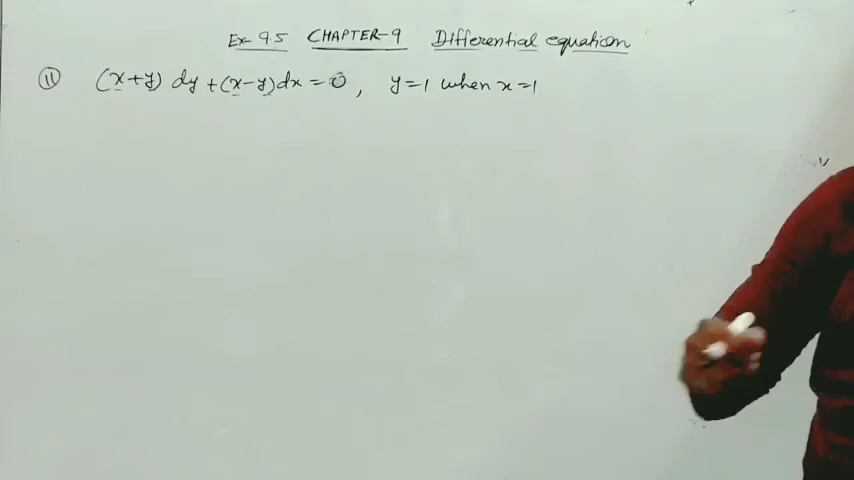 Ex- 9.5 CHAPTER-9 Differential equation
(11) (x+y) dy +(x-y)dx = 0, y=1 when x=1